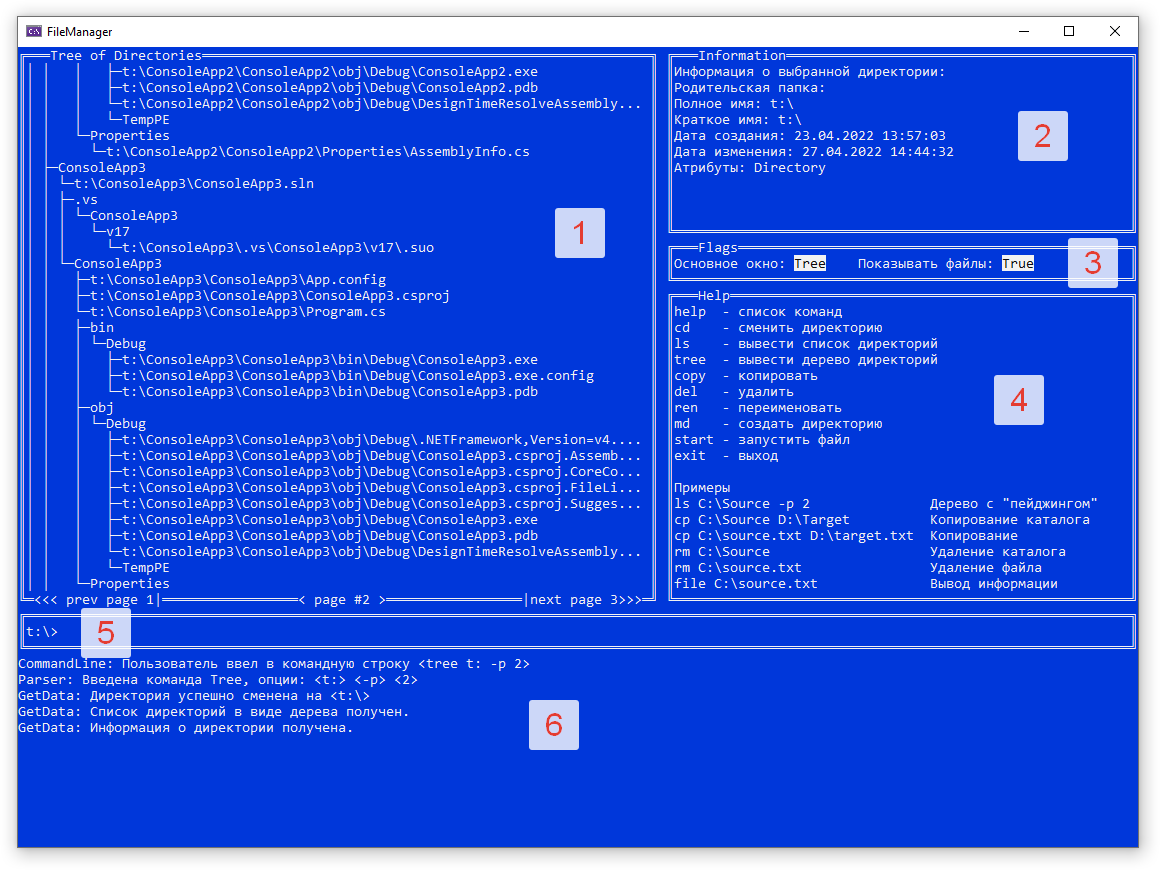 FileManager
Tree of Directories
t:\ConsoleApp2\ConsoleApp2\obj\Debug\ConsoleApp2.exe
t:\ConsoleApp2\ConsoleApp2\obj\Debug\ConsoleApp2.pdb
t:\ConsoleApp2\ConsoleApp2\obj\Debug\DesignTimeResolveAssembly...
TempPE
Properties
t:\ConsoleApp2\ConsoleApp2\Properties\AssemblyInfo.cs
ConsoleApp3
t:\ConsoleApp3\ConsoleApp3.sln
.vs
ConsoleApp3
v17
t:\ConsoleApp3\.vs\ConsoleApp3\v17\.suo
ConsoleApp3
t:\ConsoleApp3\ConsoleApp3\App.config
t:\ConsoleApp3\ConsoleApp3\ConsoleApp3.csproj
t:\ConsoleApp3\ConsoleApp3\Program.cs
bin
Debug
t:\ConsoleApp3\ConsoleApp3\bin\Debug\ConsoleApp3.exe
t:\ConsoleApp3\ConsoleApp3\bin\Debug\ConsoleApp3.exe.config
t:\ConsoleApp3\ConsoleApp3\bin\Debug\ConsoleApp3.pdb
obj
Debug
t:\ConsoleApp3\ConsoleApp3\obj\Debug\.NETFramework,Version=v4....
t:\ConsoleApp3\ConsoleApp3\obj\Debug\ConsoleApp3.csproj.Assemb...
t:\ConsoleApp3\ConsoleApp3\obj\Debug\ConsoleApp3.csproj.CoreCo...
t:\ConsoleApp3\ConsoleApp3\obj\Debug\ConsoleApp3.csproj.FileLi...
t:\ConsoleApp3\ConsoleApp3\obj\Debug\ConsoleApp3.csproj.Sugges...
t:\ConsoleApp3\ConsoleApp3\obj\Debug\ConsoleApp3.exe
t:\ConsoleApp3\ConsoleApp3\obj\Debug\ConsoleApp3.pdb
t:\ConsoleApp3\ConsoleApp3\obj\Debug\DesignTimeResolveAssembly...
TempPE
Properties
<<< prev page 1| < page #2 > |next page 3>>>
1
Information
Информация о выбранной директории:
Родительская папка:
Полное имя: t:\
Краткое имя: t:\
Дата создания: 23.04.2022 13:57:03
Дата изменения: 27.04.2022 14:44:32
Атрибуты: Directory
2
Flags
Основное окно: Tree Показывать файлы: True
3
Help
help - список команд
cd - сменить директорию
ls - вывести список директорий
tree - вывести дерево директорий
copy - копировать
del - удалить
ren - переименовать
md - создать директорию
start - запустить файл
exit - выход
4
Примеры
ls C:\Source -p 2 Дерево с "пейджингом"
cp C:\Source D:\Target Копирование каталога
cp C:\source.txt D:\target.txt Копирование
rm C:\Source Удаление каталога
rm C:\source.txt Удаление файла
file C:\source.txt Вывод информации
t:\>
5
CommandLine: Пользователь ввел в командную строку <tree t: -p 2>
Parser: Введена команда Tree, опции: <t:> <-p> <2>
GetData: Директория успешно сменена на <t:\>
GetData: Список директорий в виде дерева получен.
GetData: Информация о директории получена.
6